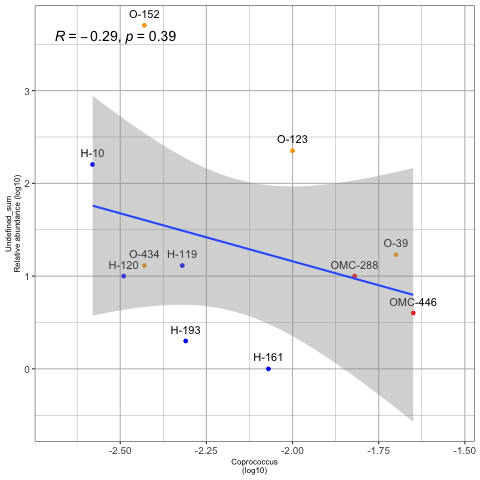 O-152
R = −0.29, p = 0.39
3
O-123
H-10
2
O-39
O-434 H-119
H-120
OMC-288
1
OMC-446
H-193
H-161
0
Undefined_sum
Relative abundance (log10)
-2.50 -2.25 -2.00 -1.75 -1.50
Coprococcus
(log10)